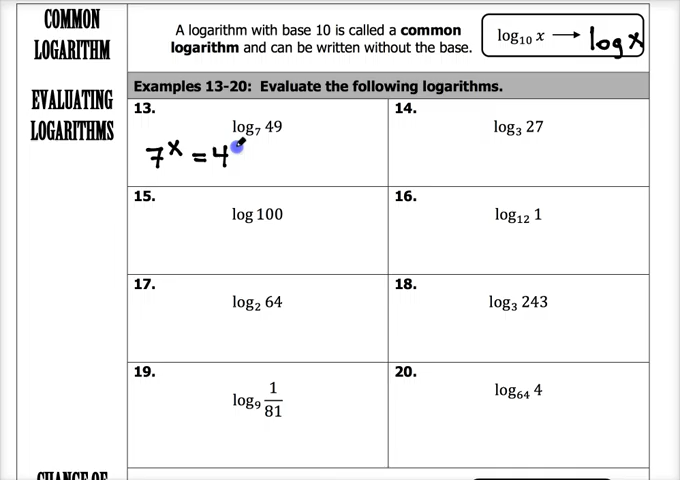 COMMON
LOGARITHM
A logarithm with base 10 is called a common
logarithm and can be written without the base.
log₁₀ x → log x
EVALUATING
LOGARITHMS
Examples 13-20: Evaluate the following logarithms.
13.
log₇ 49
7ˣ = 4
14.
log₃ 27
15.
log 100
16.
log₁₂ 1
17.
log₂ 64
18.
log₃ 243
19.
log₉ 1/81
20.
log₆₄ 4
CHANGE OF